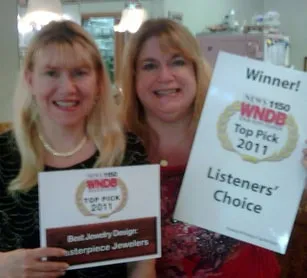 NEWS 1150
WNDB
TOP PICK
2011
Best Jewelry Design:
Masterpiece Jewelers
Winner!
NEWS 1150
WNDB
Top Pick
2011
Listeners'
Choice